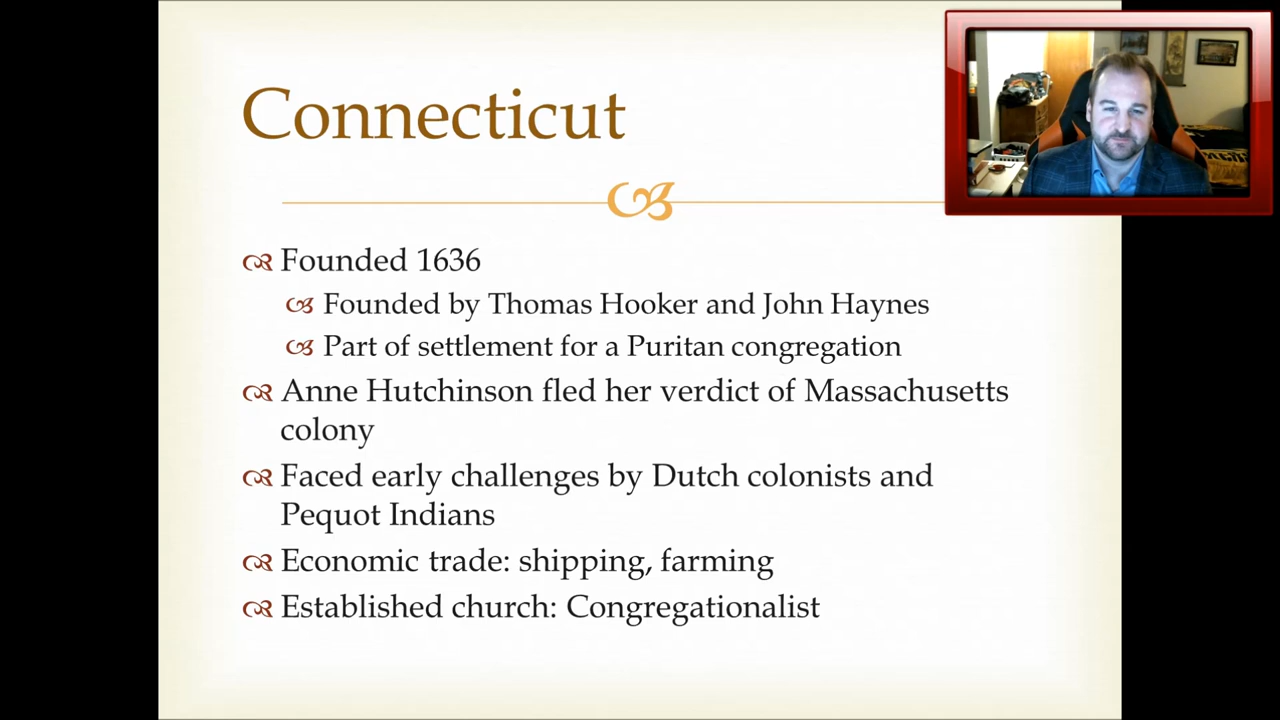 Connecticut
Founded 1636
Founded by Thomas Hooker and John Haynes
Part of settlement for a Puritan congregation
Anne Hutchinson fled her verdict of Massachusetts
colony
Faced early challenges by Dutch colonists and
Pequot Indians
Economic trade: shipping, farming
Established church: Congregationalist